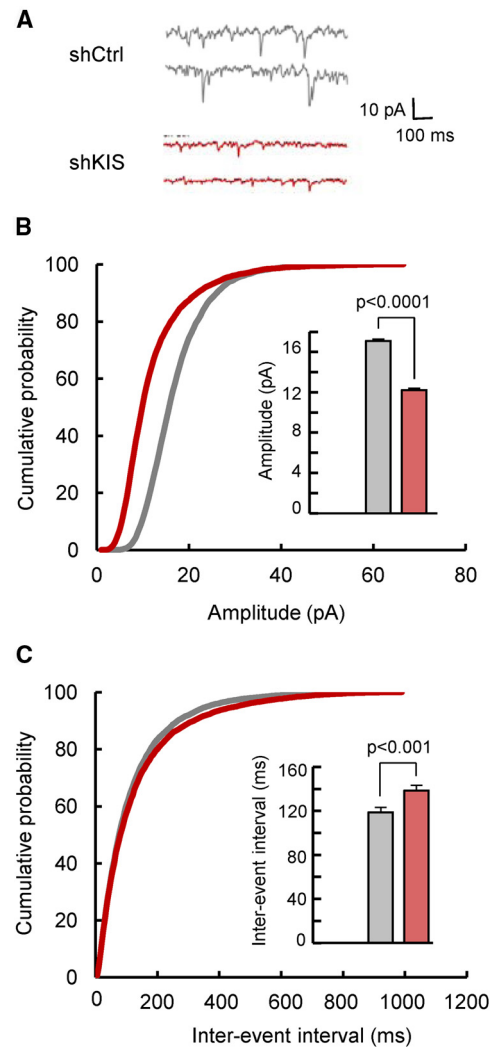 A
shCtrl
10 pA
100 ms
shKIS
B
100
80
60
40
20
0
Cumulative probability
0 20 40 60 80
Amplitude (pA)
p<0.0001
16
12
8
4
0
Amplitude (pA)
C
100
80
60
40
20
0
Cumulative probability
0 200 400 600 800 1000 1200
Inter-event interval (ms)
p<0.001
160
120
80
40
0
Inter-event interval (ms)